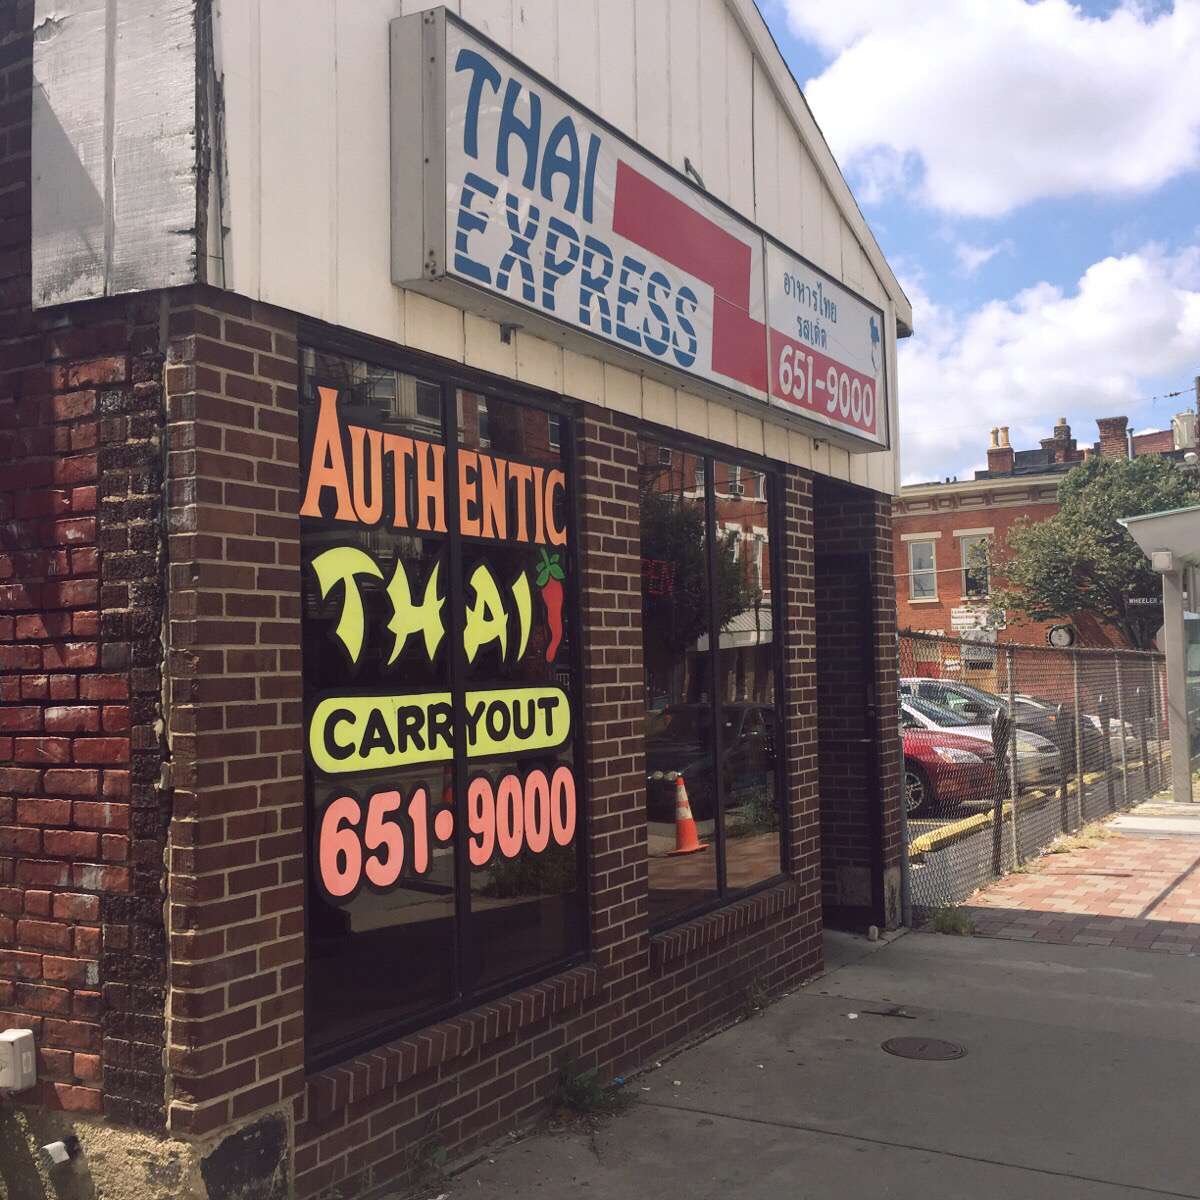 THAI
EXPRESS
อาหารไทย
รสเด็ด
651-9000
AUTHENTIC
THAI
CARRYOUT
651·9000
WHEELER